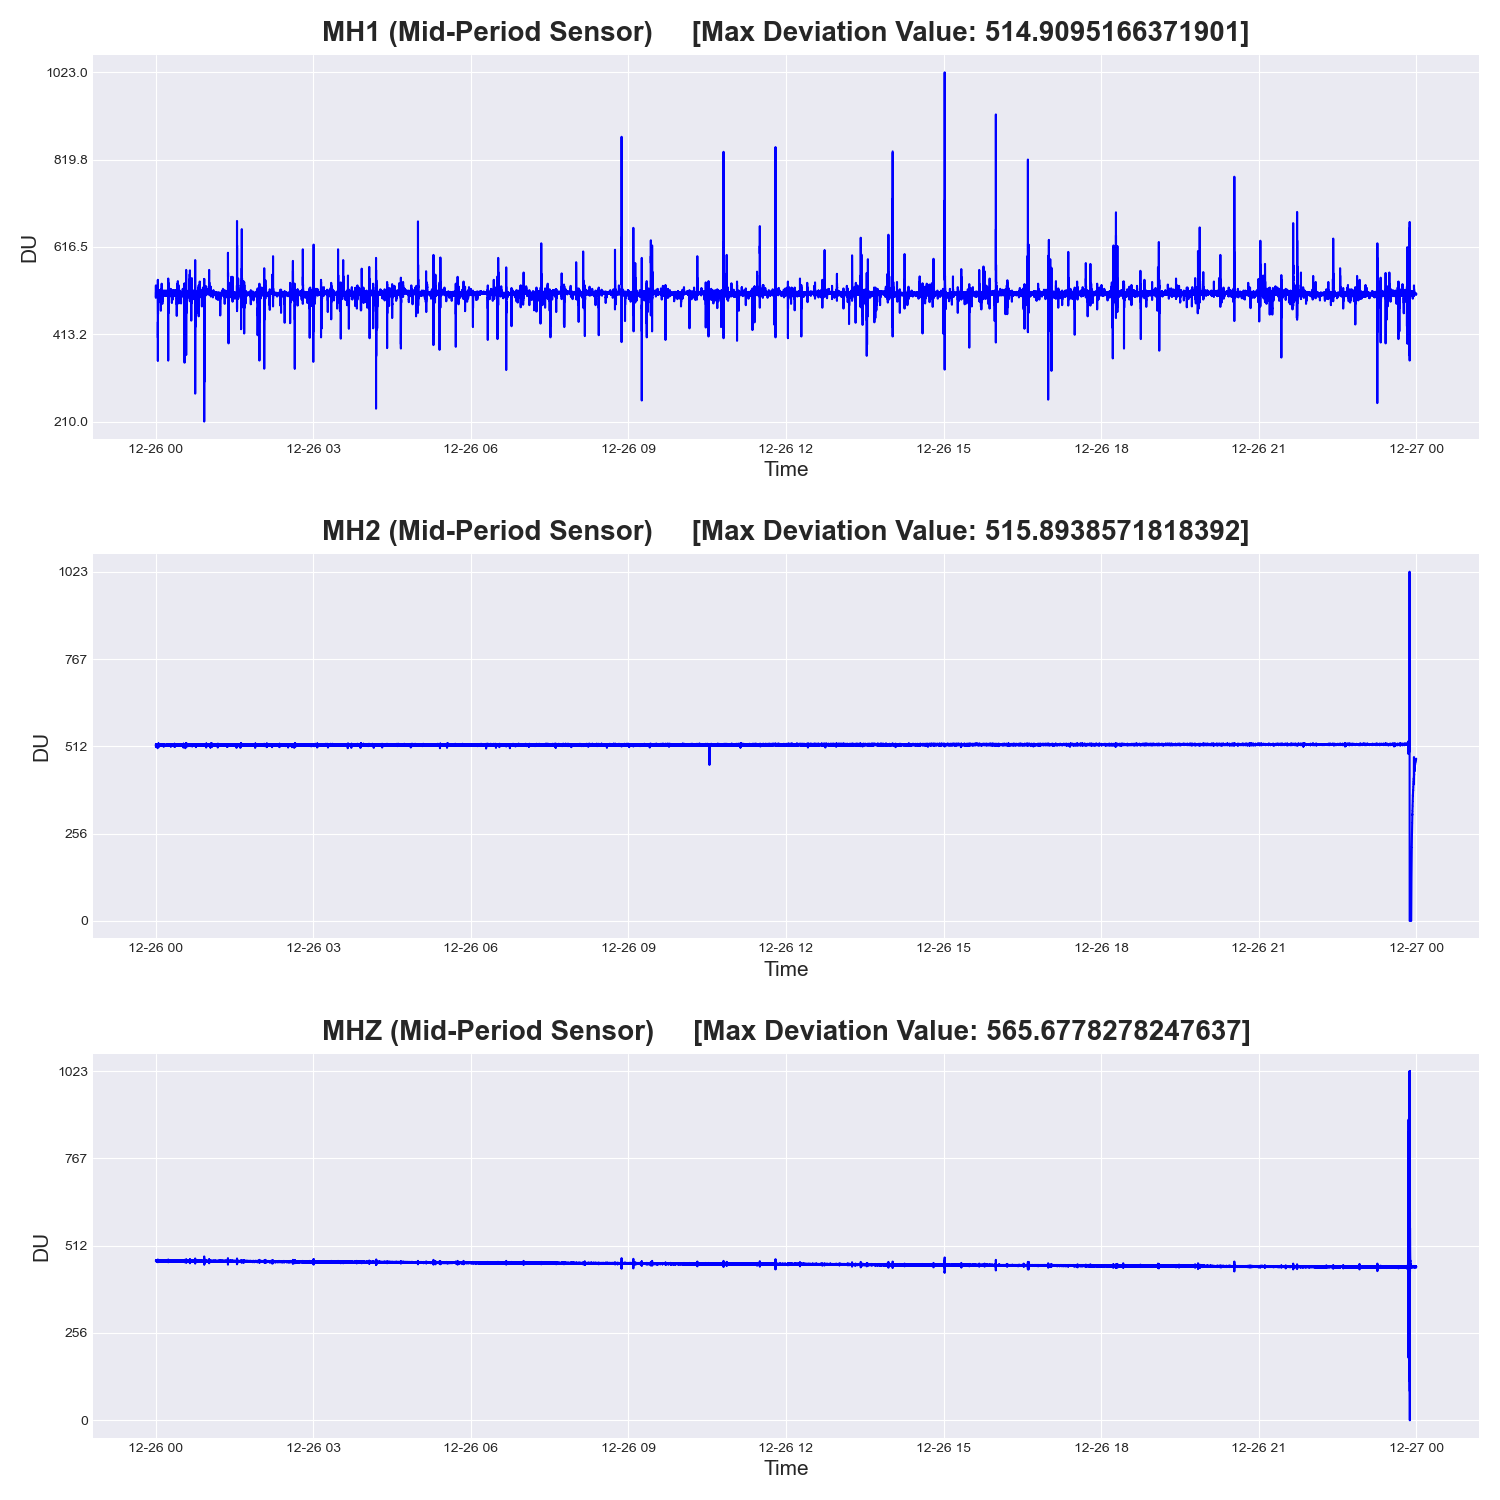 MH1 (Mid-Period Sensor) [Max Deviation Value: 514.9095166371901]
1023.0
819.8
616.5
413.2
210.0
DU
12-26 00 12-26 03 12-26 06 12-26 09 12-26 12 12-26 15 12-26 18 12-26 21 12-27 00
Time
MH2 (Mid-Period Sensor) [Max Deviation Value: 515.8938571818392]
1023
767
512
256
0
DU
12-26 00 12-26 03 12-26 06 12-26 09 12-26 12 12-26 15 12-26 18 12-26 21 12-27 00
Time
MHZ (Mid-Period Sensor) [Max Deviation Value: 565.6778278247637]
1023
767
512
256
0
DU
12-26 00 12-26 03 12-26 06 12-26 09 12-26 12 12-26 15 12-26 18 12-26 21 12-27 00
Time